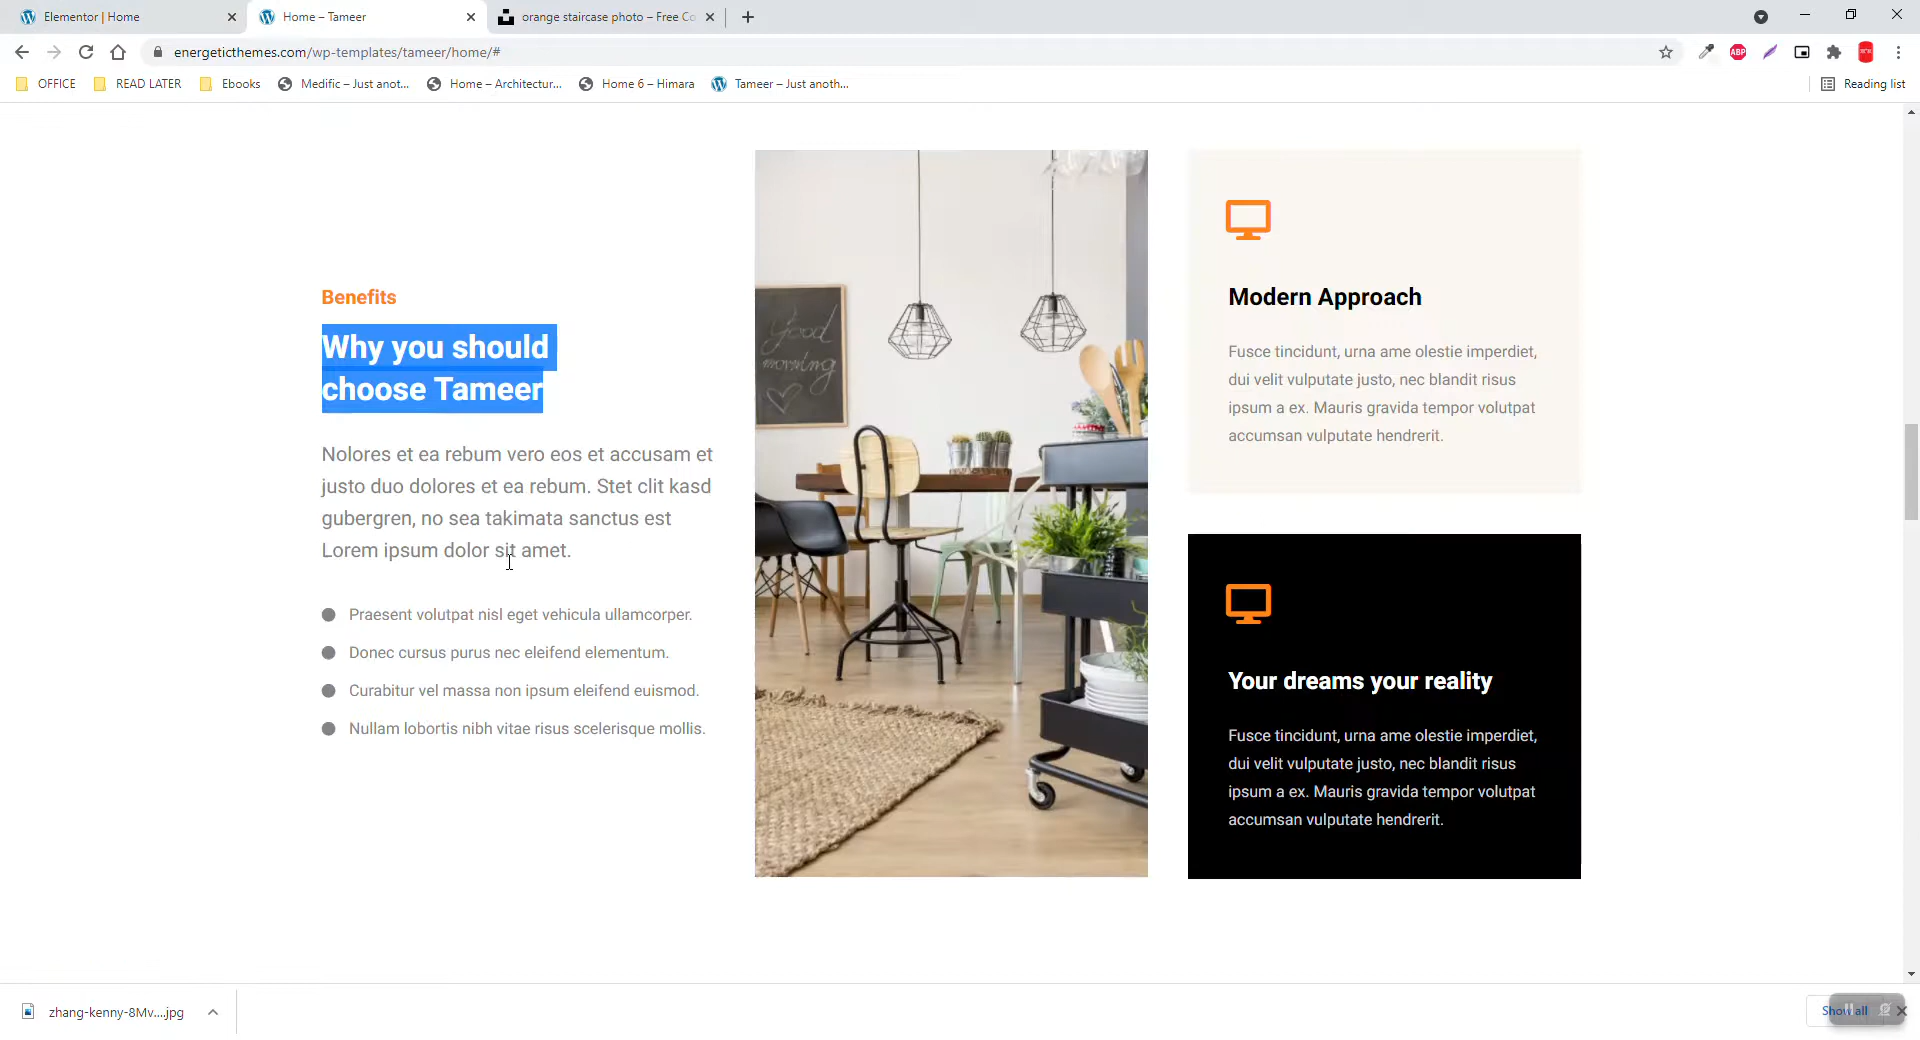 Elementor | Home
Home – Tameer
orange staircase photo – Free Co
energeticthemes.com/wp-templates/tameer/home/#
ABP
OFFICE
READ LATER
Ebooks
Medific – Just anot...
Home – Architectur...
Home 6 – Himara
Tameer – Just anoth...
Reading list
Benefits
Why you should
choose Tameer
Nolores et ea rebum vero eos et accusam et
justo duo dolores et ea rebum. Stet clit kasd
gubergren, no sea takimata sanctus est
Lorem ipsum dolor sit amet.
Praesent volutpat nisl eget vehicula ullamcorper.
Donec cursus purus nec eleifend elementum.
Curabitur vel massa non ipsum eleifend euismod.
Nullam lobortis nibh vitae risus scelerisque mollis.
Good
morning
Modern Approach
Fusce tincidunt, urna ame olestie imperdiet,
dui velit vulputate justo, nec blandit risus
ipsum a ex. Mauris gravida tempor volutpat
accumsan vulputate hendrerit.
Your dreams your reality
Fusce tincidunt, urna ame olestie imperdiet,
dui velit vulputate justo, nec blandit risus
ipsum a ex. Mauris gravida tempor volutpat
accumsan vulputate hendrerit.
zhang-kenny-8Mv....jpg
Show all